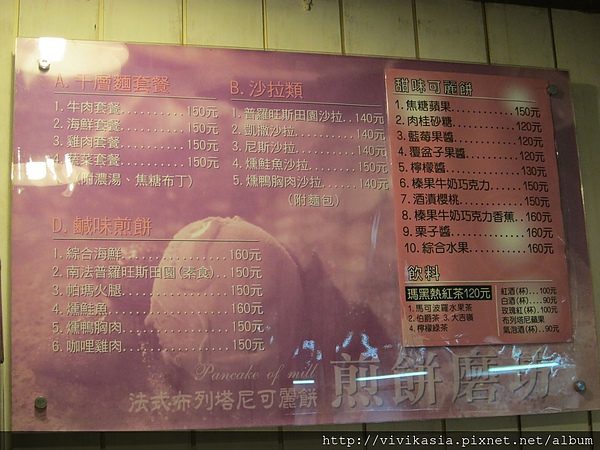 A. 千層麵套餐
1. 牛肉套餐...........150元
2. 海鮮套餐...........150元
3. 雞肉套餐...........150元
4. 蔬菜套餐...........150元
(附濃湯、焦糖布丁)
B. 沙拉類
1. 普羅旺斯田園沙拉..140元
2. 凱撒沙拉...........140元
3. 尼斯沙拉...........140元
4. 燻鮭魚沙拉........150元
5. 燻鴨胸肉沙拉.....140元
(附麵包)
甜味可麗餅
1. 焦糖蘋果...........150元
2. 肉桂砂糖...........120元
3. 藍莓果醬...........120元
4. 覆盆子果醬........120元
5. 檸檬醬..............130元
6. 榛果牛奶巧克力.....150元
7. 酒漬櫻桃...........150元
8. 榛果牛奶巧克力香蕉..160元
9. 栗子醬..............160元
10. 綜合水果..........160元
D. 鹹味煎餅
1. 綜合海鮮................160元
2. 南法普羅旺斯田園(素食)..150元
3. 帕瑪火腿................150元
4. 燻鮭魚..................160元
5. 燻鴨胸肉................150元
6. 咖哩雞肉................150元
飲料
瑪黑熱紅茶120元
1. 馬可波羅水果茶
2. 伯爵茶 3. 大吉嶺
4. 檸檬綠茶
紅酒(杯)...100元
白酒(杯)....90元
玫瑰紅(杯)..100元
布列塔尼蘋果
氣泡酒(杯)..90元
Pancake of mill
法式布列塔尼可麗餅
煎餅磨坊
http://vivikasia.pixnet.net/album